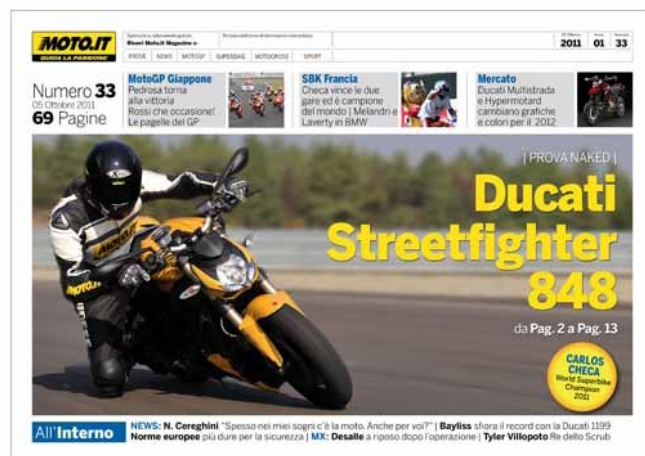 MOTO.IT
GUIDA LA PASSIONE
2011 01 33
PROVE NEWS MOTOGP SUPERBIKE MOTOCROSS SPORT
Numero 33
05 Ottobre 2011
69 Pagine
MotoGP Giappone
Pedrosa torna
alla vittoria
Rossi che occasione!
Le pagelle del GP
SBK Francia
Checa vince le due
gare ed è campione
del mondo | Melandri e
Laverty in BMW
Mercato
Ducati Multistrada
e Hypermotard
cambiano grafiche
e colori per il 2012
| PROVA NAKED |
Ducati
Streetfighter
848
da Pag. 2 a Pag. 13
CARLOS
CHECA
World Superbike
Champion
2011
MOTO.IT
MOTO.IT
All'Interno
NEWS: N. Cereghini "Spesso nei miei sogni c'è la moto. Anche per voi?" | Bayliss sfiora il record con la Ducati 1199
Norme europee più dure per la sicurezza | MX: Desalle a riposo dopo l'operazione | Tyler Villopoto Re dello Scrub